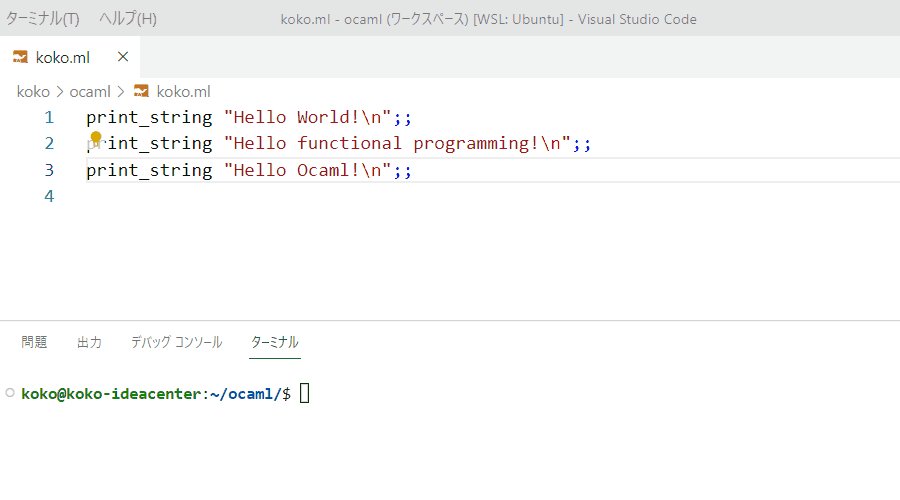 ターミナル(T) ヘルプ(H) koko.ml - ocaml (ワークスペース) [WSL: Ubuntu] - Visual Studio Code
koko.ml ×
koko > ocaml > koko.ml
1 print_string "Hello World!\n";;
2 print_string "Hello functional programming!\n";;
3 print_string "Hello Ocaml!\n";;
4
問題 出力 デバッグ コンソール ターミナル
koko@koko-ideacenter:~/ocaml/$